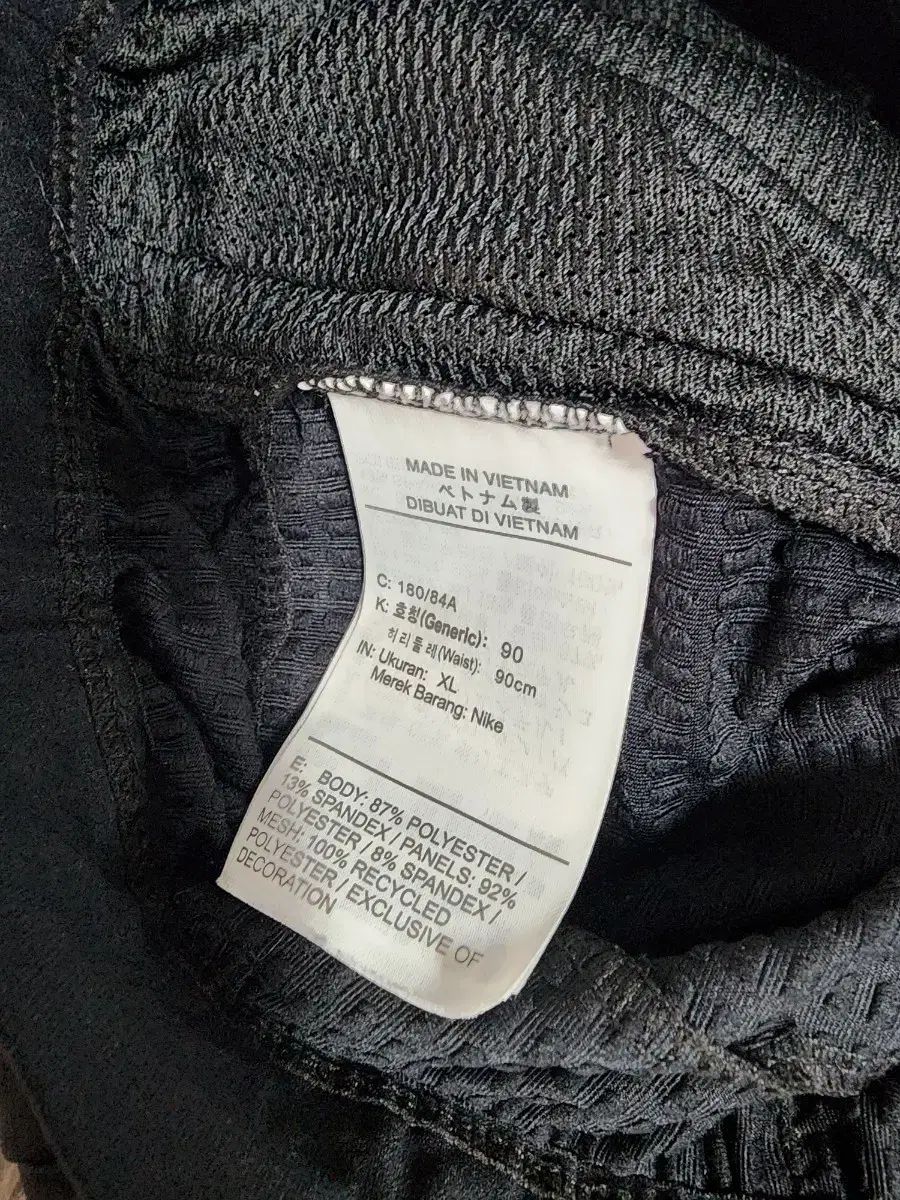 MADE IN VIETNAM
ベトナム製
DIBUAT DI VIETNAM
C: 180/84A
K: 호칭(Generic): 90
허리둘레(Waist): 90cm
IN: Ukuran: XL
Merek Barang: Nike
E: BODY: 87% POLYESTER /
13% SPANDEX / PANELS: 92%
POLYESTER / 8% SPANDEX /
MESH: 100% RECYCLED
POLYESTER / EXCLUSIVE OF
DECORATION